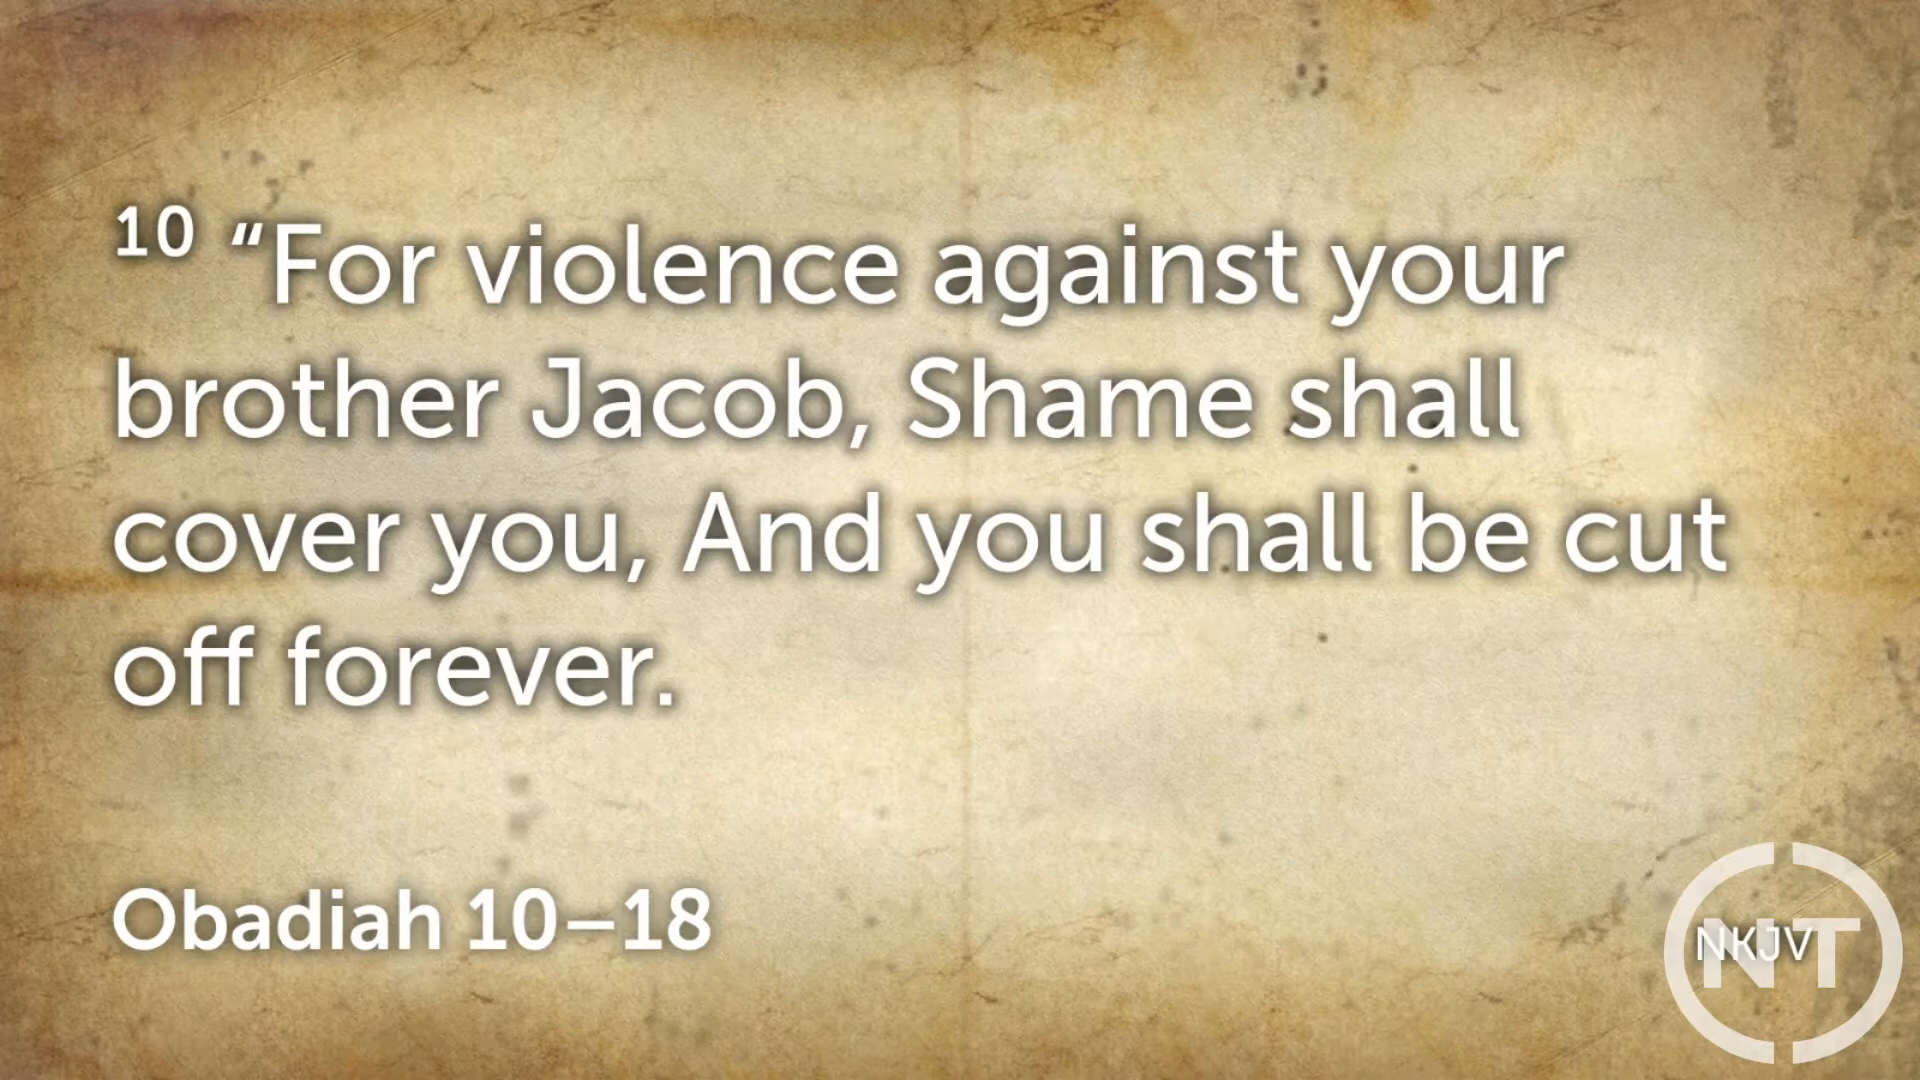 10 “For violence against your
brother Jacob, Shame shall
cover you, And you shall be cut
off forever.
Obadiah 10–18
NKJV
NT